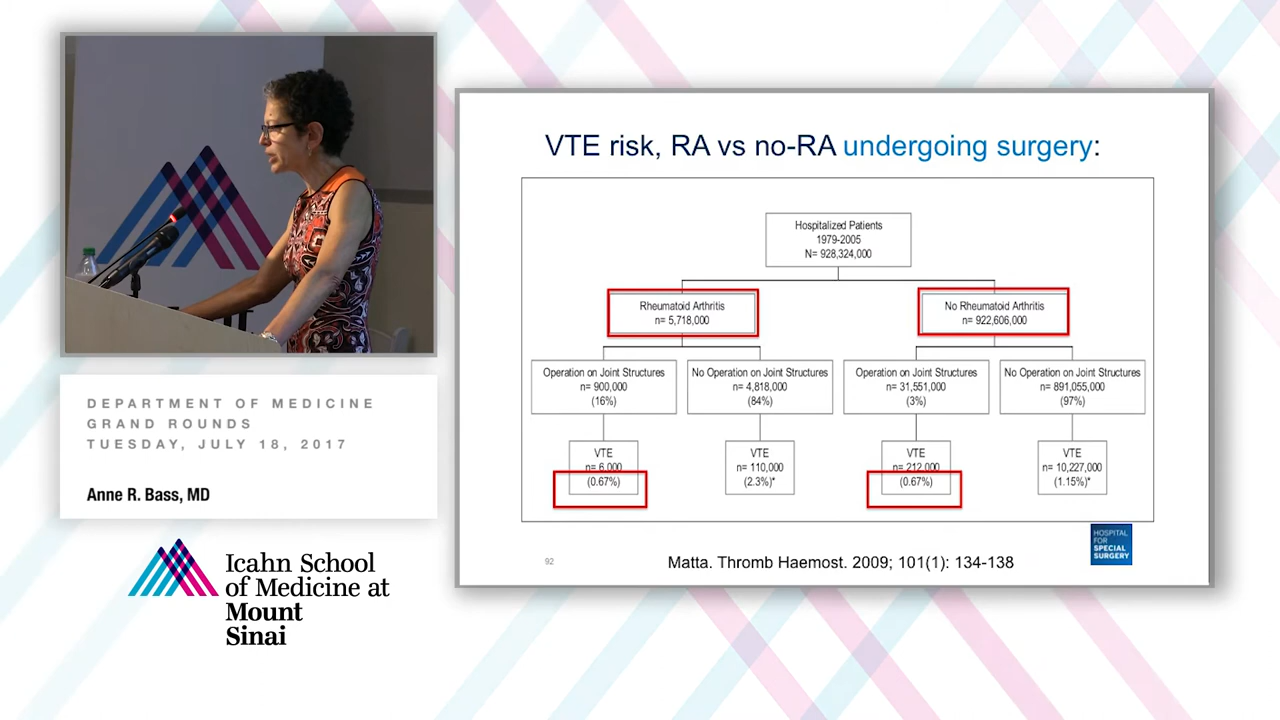 DEPARTMENT OF MEDICINE
GRAND ROUNDS
TUESDAY, JULY 18, 2017
Anne R. Bass, MD
Icahn School
of Medicine at
Mount
Sinai
VTE risk, RA vs no-RA undergoing surgery:
Hospitalized Patients
1979-2005
N= 928,324,000
Rheumatoid Arthritis
n= 5,718,000
No Rheumatoid Arthritis
n= 922,606,000
Operation on Joint Structures
n= 900,000
(16%)
No Operation on Joint Structures
n= 4,818,000
(84%)
Operation on Joint Structures
n= 31,551,000
(3%)
No Operation on Joint Structures
n= 891,055,000
(97%)
VTE
n= 6,000
(0.67%)
VTE
n= 110,000
(2.3%)*
VTE
n= 212,000
(0.67%)
VTE
n= 10,227,000
(1.15%)*
92
Matta. Thromb Haemost. 2009; 101(1): 134-138
HOSPITAL
FOR
SPECIAL
SURGERY